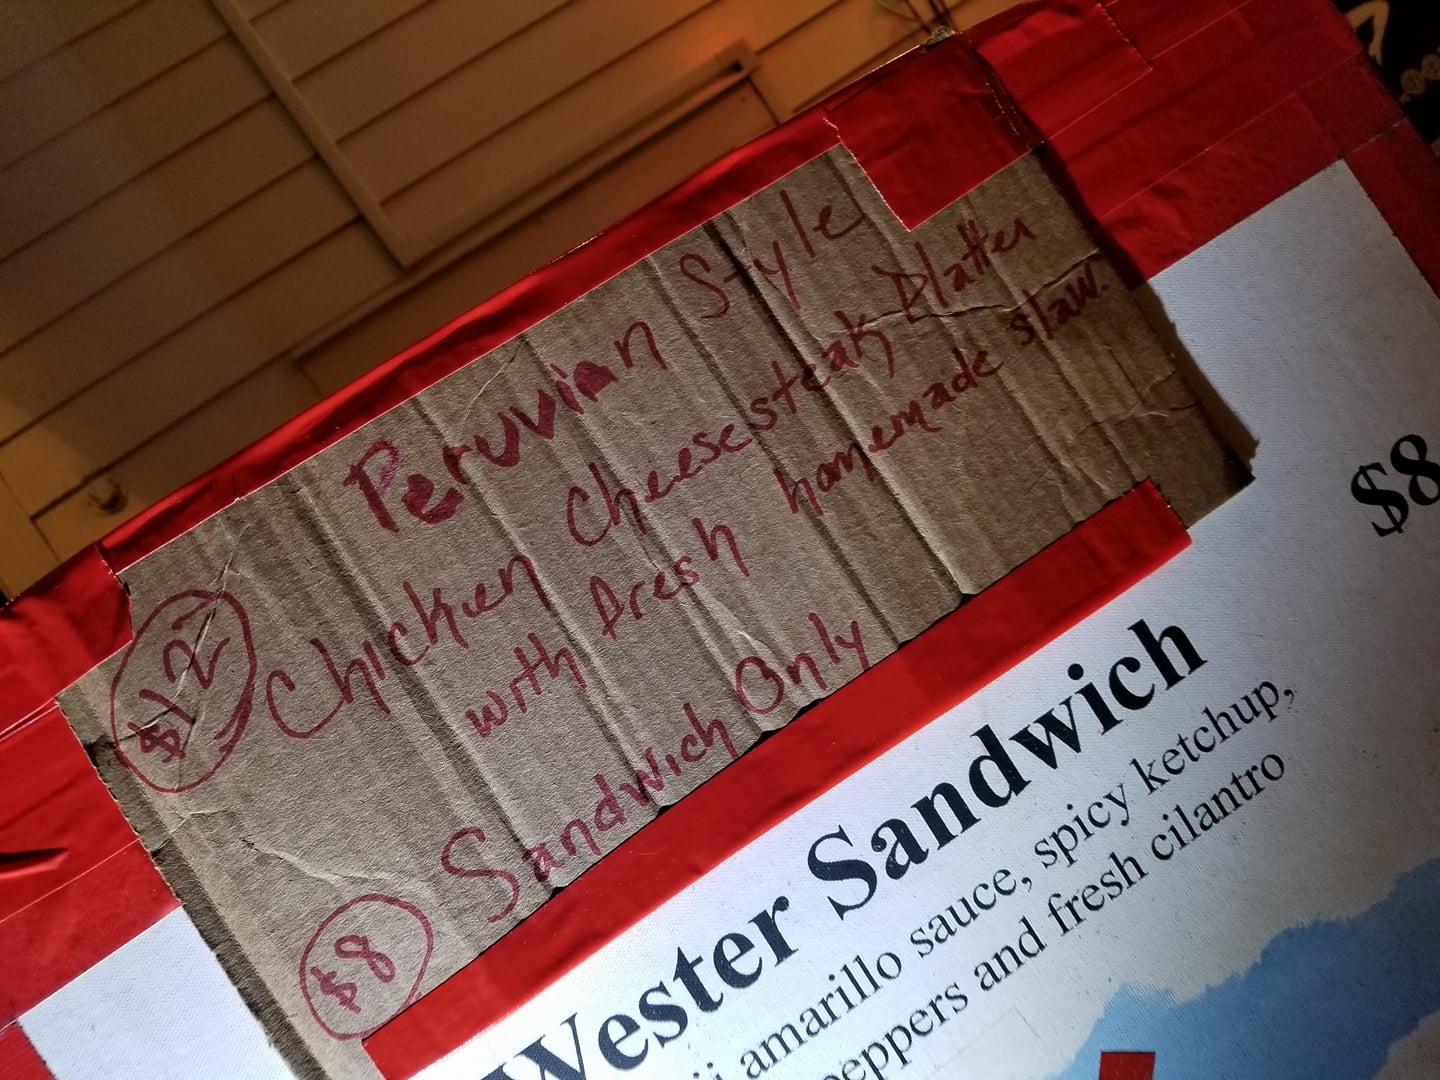 Peruvian Style
$12 Chicken Cheesesteak Platter
with fresh homemade slaw.
$8 Sandwich Only
Wester Sandwich
$8
amarillo sauce, spicy ketchup,
peppers and fresh cilantro